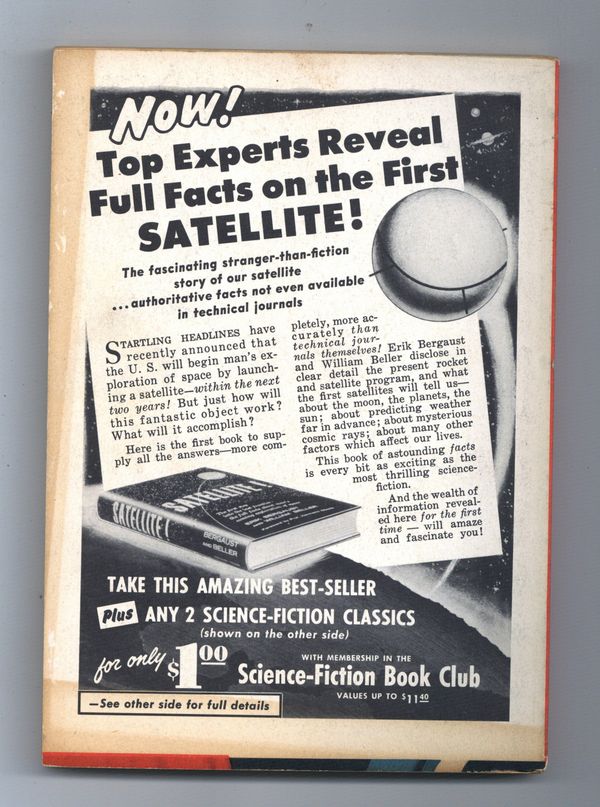 NOW!
Top Experts Reveal
Full Facts on the First
SATELLITE!
The fascinating stranger-than-fiction
story of our satellite
...authoritative facts not even available
in technical journals
STARTLING HEADLINES have
recently announced that
the U. S. will begin man's ex-
ploration of space by launch-
ing a satellite—within the next
two years! But just how will
this fantastic object work?
What will it accomplish?
Here is the first book to sup-
ply all the answers—more com-
pletely, more ac-
curately than
technical jour-
nals themselves! Erik Bergaust
and William Beller disclose in
clear detail the present rocket
and satellite program, and what
the first satellites will tell us—
about the moon, the planets, the
sun; about predicting weather
far in advance; about mysterious
cosmic rays; about many other
factors which affect our lives.
This book of astounding facts
is every bit as exciting as the
most thrilling science-
fiction.
And the wealth of
information reveal-
ed here for the first
time — will amaze
and fascinate you!
SATELLITE!
SATELLITE!
BERGAUST
AND BELLER
TAKE THIS AMAZING BEST-SELLER
Plus ANY 2 SCIENCE-FICTION CLASSICS
(shown on the other side)
for only $1.00
WITH MEMBERSHIP IN THE
Science-Fiction Book Club
VALUES UP TO $11.40
—See other side for full details